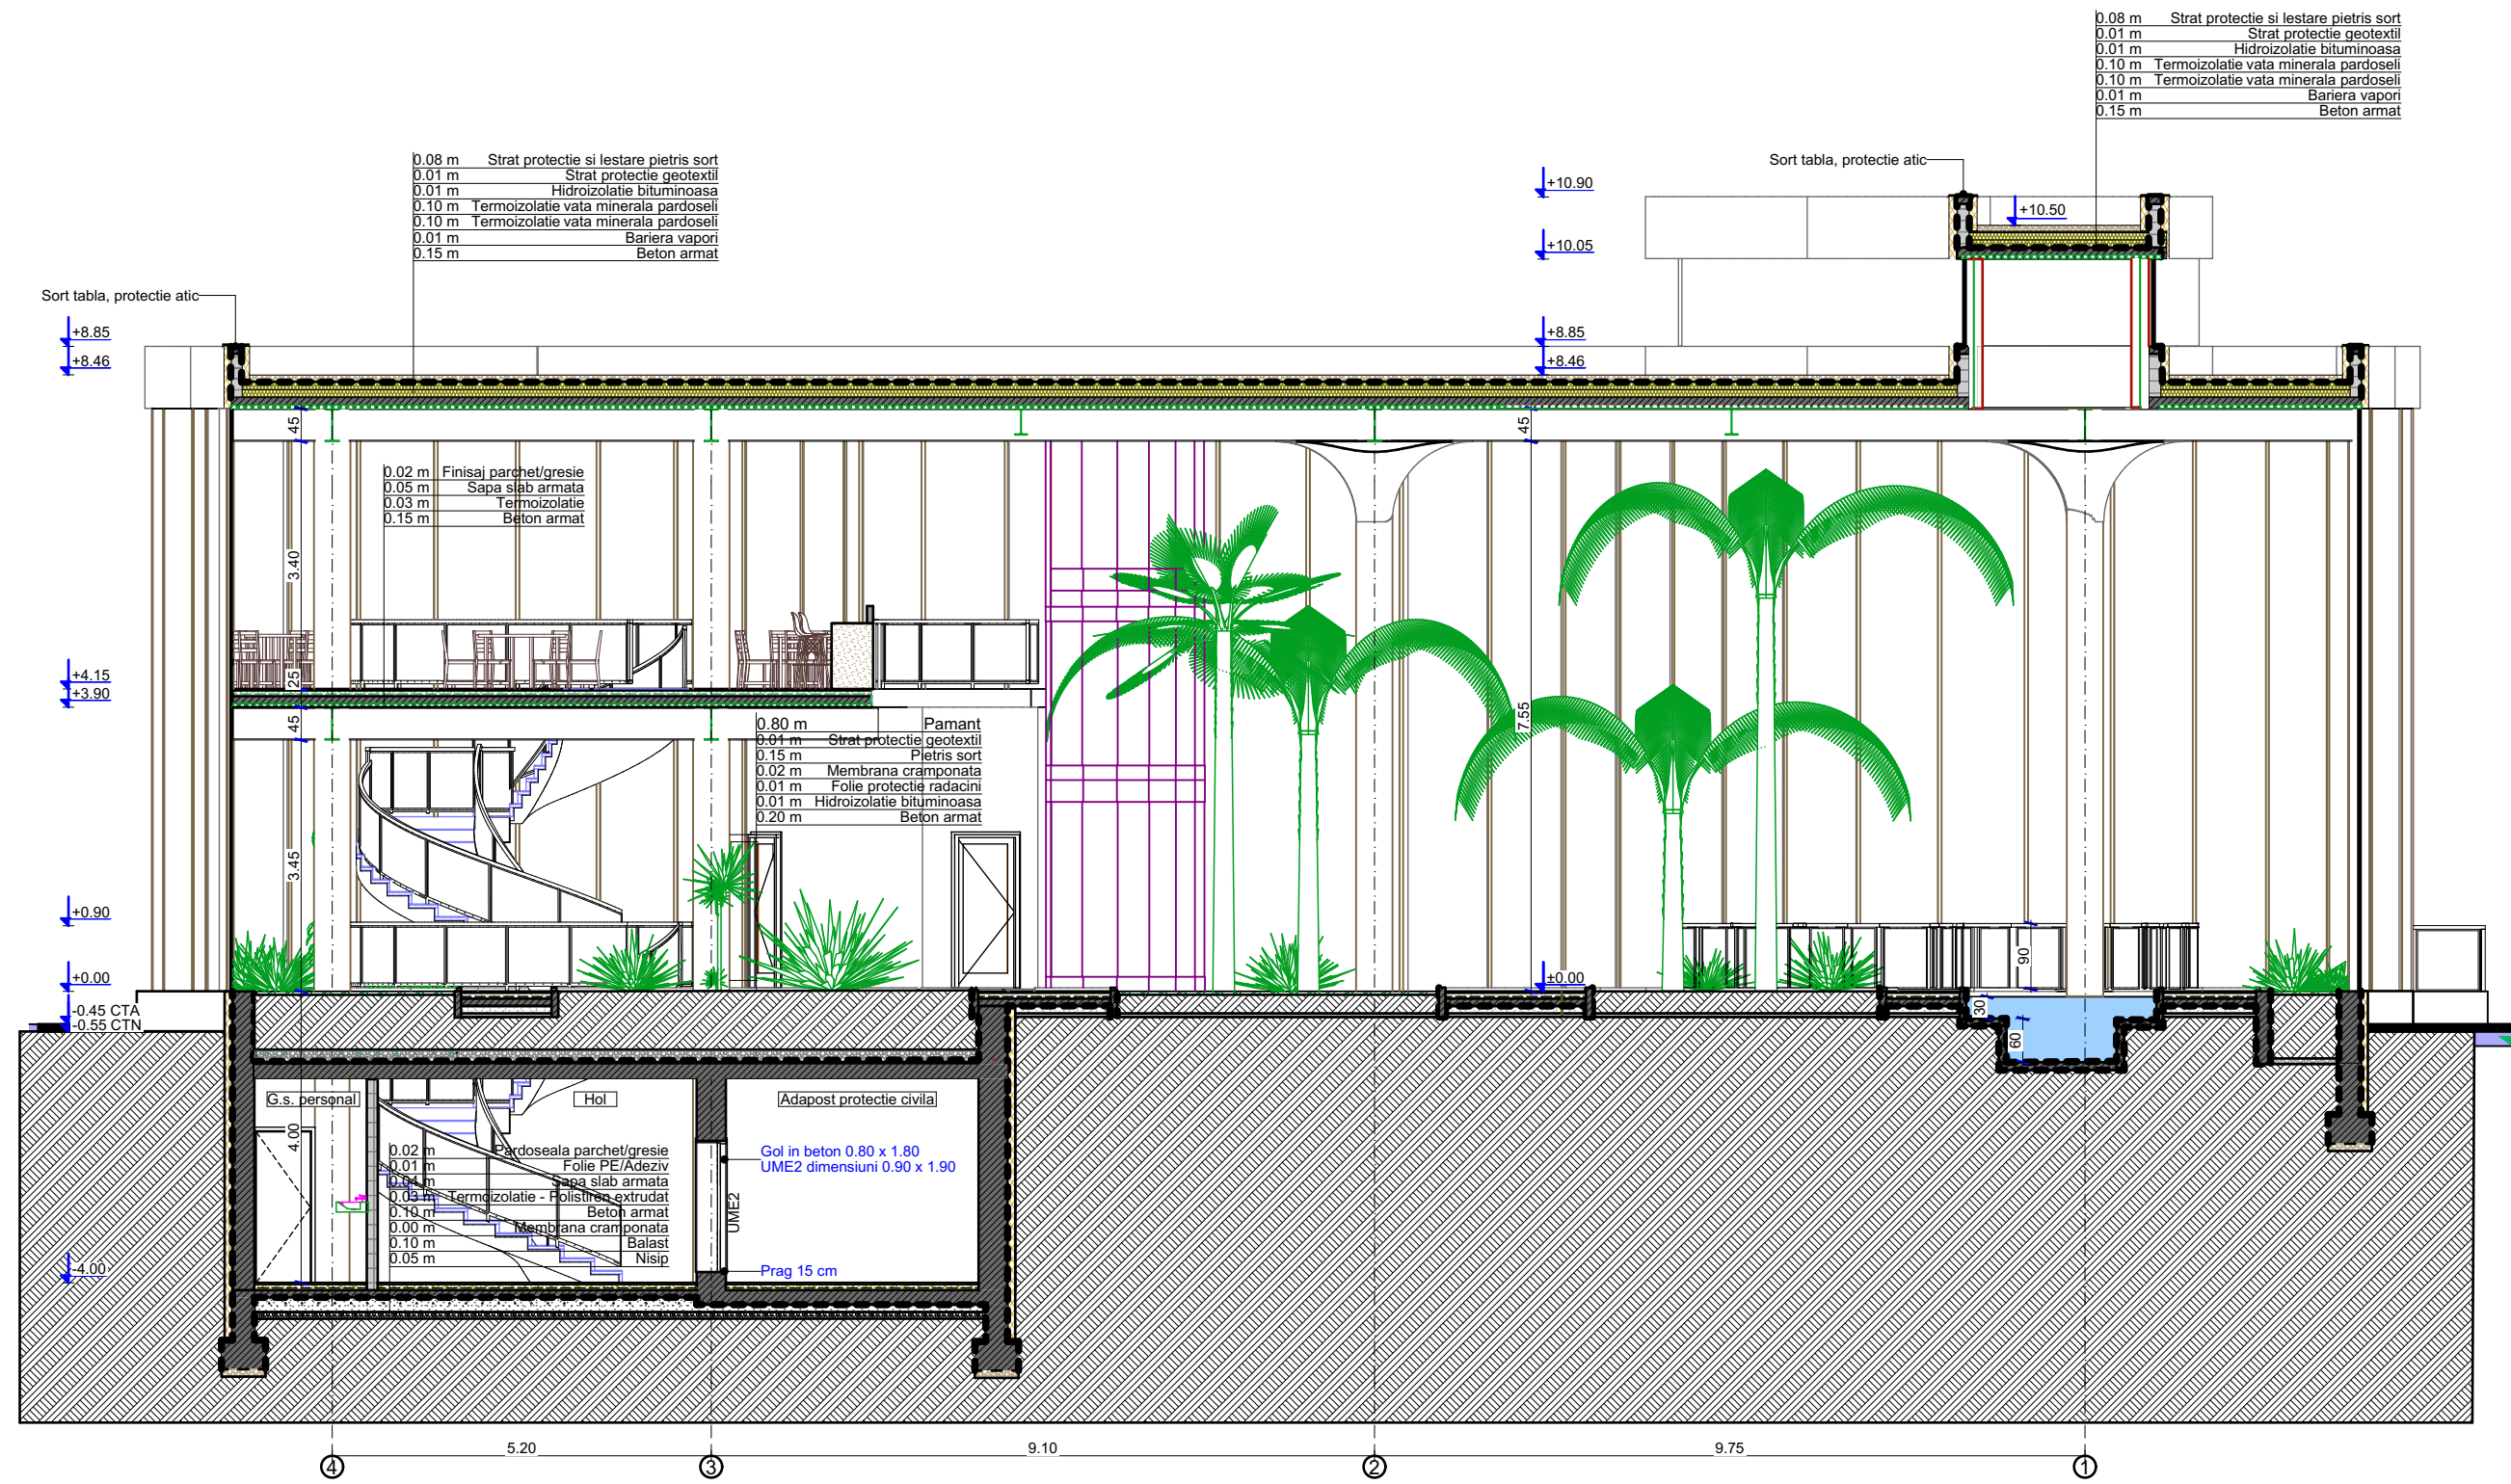 0.08 m Strat protectie si lestare pietris sort
0.01 m Strat protectie geotextil
0.01 m Hidroizolatie bituminoasa
0.10 m Termoizolatie vata minerala pardoseli
0.10 m Termoizolatie vata minerala pardoseli
0.01 m Bariera vapori
0.15 m Beton armat
0.08 m Strat protectie si lestare pietris sort
0.01 m Strat protectie geotextil
0.01 m Hidroizolatie bituminoasa
0.10 m Termoizolatie vata minerala pardoseli
0.10 m Termoizolatie vata minerala pardoseli
0.01 m Bariera vapori
0.15 m Beton armat
Sort tabla, protectie atic
+10.90
+10.50
+10.05
Sort tabla, protectie atic
+8.85
+8.46
+8.85
+8.46
45
45
0.02 m Finisaj parchet/gresie
0.05 m Sapa slab armata
0.03 m Termoizolatie
0.15 m Beton armat
3.40
+4.15
+3.90
25
45
7.55
0.80 m Pamant
0.01 m Strat protectie geotextil
0.15 m Pietris sort
0.02 m Membrana cramponata
0.01 m Folie protectie radacini
0.01 m Hidroizolatie bituminoasa
0.20 m Beton armat
3.45
+0.90
90
+0.00
±0.00
-0.45 CTA
-0.55 CTN
30
60
G.s. personal
Hol
Adapost protectie civila
4.00
0.02 m Pardoseala parchet/gresie
0.01 m Folie PE/Adeziv
0.04 m Sapa slab armata
0.03 m Termoizolatie - Polistiren extrudat
0.10 m Beton armat
0.00 m Membrana cramponata
0.10 m Balast
0.05 m Nisip
Gol in beton 0.80 x 1.80
UME2 dimensiuni 0.90 x 1.90
UME2
Prag 15 cm
-4.00
5.20
9.10
9.75
4
3
2
1